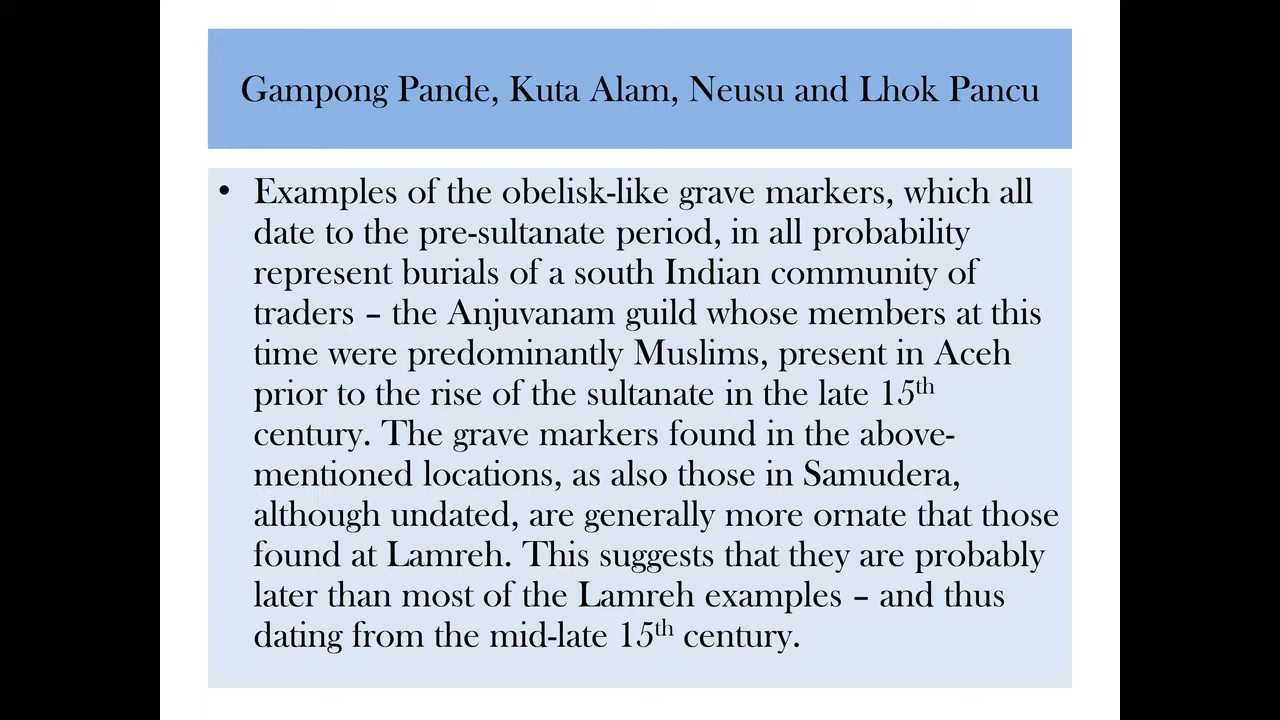 Gampong Pande, Kuta Alam, Neusu and Lhok Pancu
• Examples of the obelisk-like grave markers, which all
date to the pre-sultanate period, in all probability
represent burials of a south Indian community of
traders – the Anjuvanam guild whose members at this
time were predominantly Muslims, present in Aceh
prior to the rise of the sultanate in the late 15th
century. The grave markers found in the above-
mentioned locations, as also those in Samudera,
although undated, are generally more ornate that those
found at Lamreh. This suggests that they are probably
later than most of the Lamreh examples – and thus
dating from the mid-late 15th century.